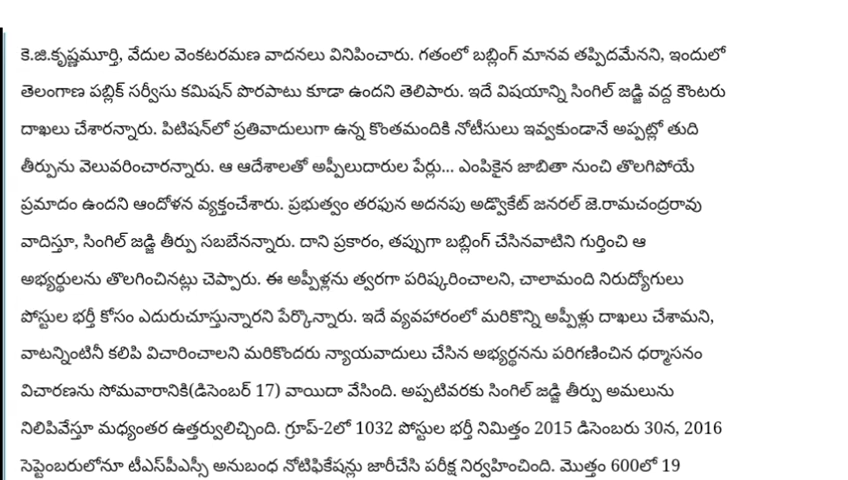 కె.జి.కృష్ణమూర్తి, వేదుల వెంకటరమణ వాదనలు వినిపించారు. గతంలో బబ్లింగ్ మానవ తప్పిదమేనని, ఇందులో
తెలంగాణ పబ్లిక్ సర్వీసు కమిషన్ పొరపాటు కూడా ఉందని తెలిపారు. ఇదే విషయాన్ని సింగిల్ జడ్జి వద్ద కౌంటరు
దాఖలు చేశారన్నారు. పిటిషన్‌లో ప్రతివాదులుగా ఉన్న కొంతమందికి నోటీసులు ఇవ్వకుండానే అప్పట్లో తుది
తీర్పును వెలువరించారన్నారు. ఆ ఆదేశాలతో అప్పీలుదారుల పేర్లు... ఎంపికైన జాబితా నుంచి తొలగిపోయే
ప్రమాదం ఉందని ఆందోళన వ్యక్తంచేశారు. ప్రభుత్వం తరఫున అదనపు అడ్వొకేట్ జనరల్ జె.రామచంద్రరావు
వాదిస్తూ, సింగిల్ జడ్జి తీర్పు సబబేనన్నారు. దాని ప్రకారం, తప్పుగా బబ్లింగ్ చేసినవాటిని గుర్తించి ఆ
అభ్యర్థులను తొలగించినట్లు చెప్పారు. ఈ అప్పీళ్లను త్వరగా పరిష్కరించాలని, చాలామంది నిరుద్యోగులు
పోస్టుల భర్తీ కోసం ఎదురుచూస్తున్నారని పేర్కొన్నారు. ఇదే వ్యవహారంలో మరికొన్ని అప్పీళ్లు దాఖలు చేశామని,
వాటన్నింటినీ కలిపి విచారించాలని మరికొందరు న్యాయవాదులు చేసిన అభ్యర్థనను పరిగణించిన ధర్మాసనం
విచారణను సోమవారానికి(డిసెంబర్ 17) వాయిదా వేసింది. అప్పటివరకు సింగిల్ జడ్జి తీర్పు అమలును
నిలిపివేస్తూ మధ్యంతర ఉత్తర్వులిచ్చింది. గ్రూప్-2లో 1032 పోస్టుల భర్తీ నిమిత్తం 2015 డిసెంబరు 30న, 2016
సెప్టెంబరులోనూ టీఎస్‌పీఎస్సీ అనుబంధ నోటిఫికేషన్లు జారీచేసి పరీక్ష నిర్వహించింది. మొత్తం 600లో 19